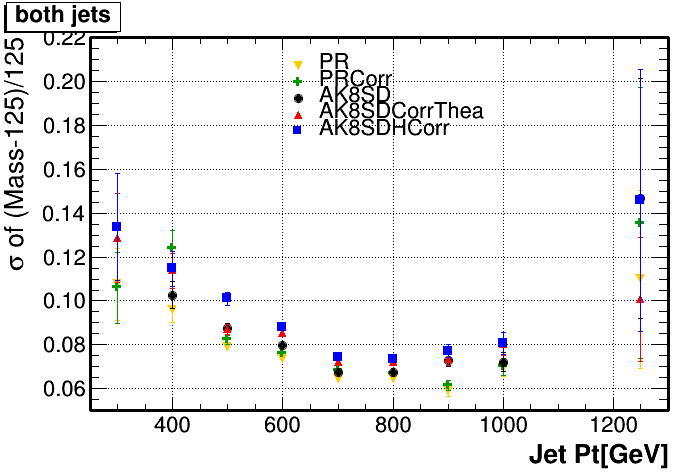 both jets
σ of (Mass-125)/125
0.22
0.20
0.18
0.16
0.14
0.12
0.10
0.08
0.06
PR
PRCorr
AK8SD
AK8SDCorrThea
AK8SDHCorr
400 600 800 1000 1200
Jet Pt[GeV]